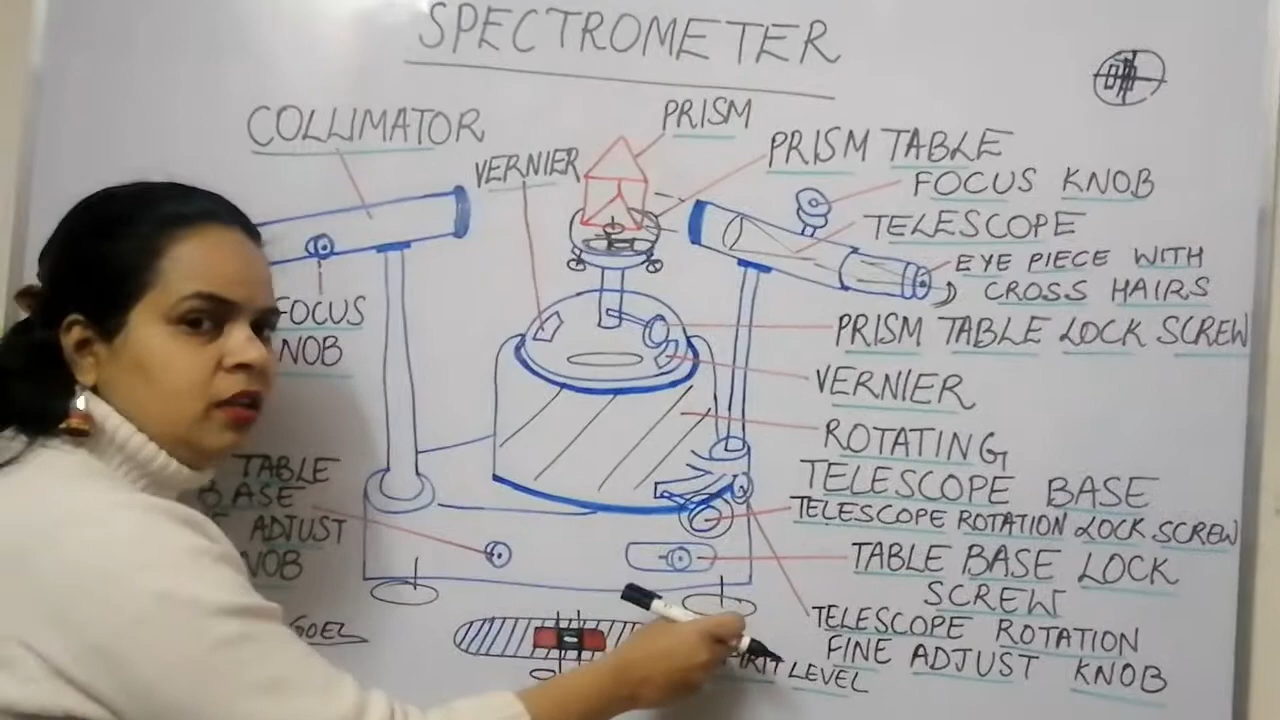 SPECTROMETER
COLLIMATOR
PRISM
VERNIER
PRISM TABLE
FOCUS KNOB
TELESCOPE
EYE PIECE WITH
CROSS HAIRS
FOCUS
PRISM TABLE LOCK SCREW
VERNIER
ROTATING
TELESCOPE BASE
TABLE
BASE
ADJUST
TELESCOPE ROTATION LOCK SCREW
TABLE BASE LOCK
SCREW
TELESCOPE ROTATION
FINE ADJUST KNOB
GOEL
LEVEL